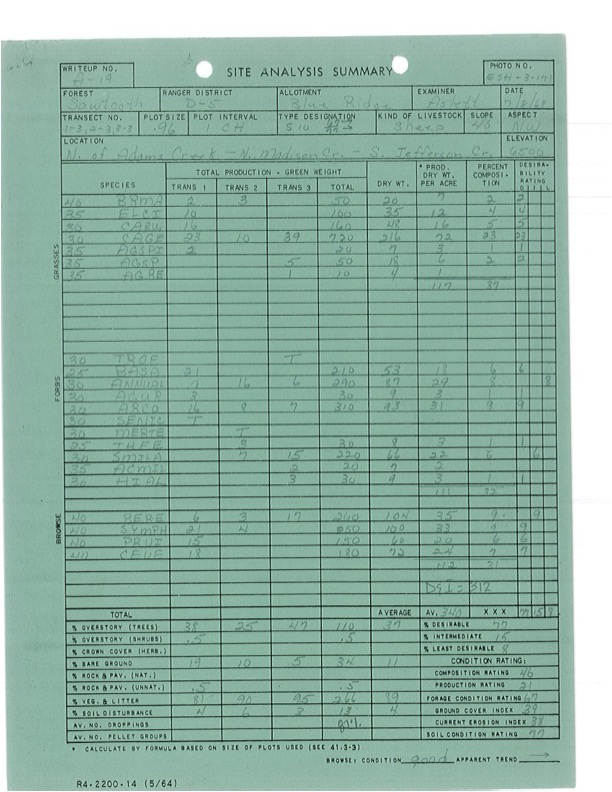 WRITEUP NO. A-19
SITE ANALYSIS SUMMARY
PHOTO NO. ESH-3-171
FOREST Sawtooth RANGER DISTRICT D-5 ALLOTMENT Blue Ridge EXAMINER DATE 7/8/68
TRANSECT NO. 1-3, 2-3, 3-3 PLOT SIZE .96 PLOT INTERVAL 1 CH TYPE DESIGNATION S 10 KIND OF LIVESTOCK Sheep SLOPE 40 ASPECT
LOCATION N. of Adams Creek - N. Madison Cr. - S. Jefferson Cr. ELEVATION 6500
SPECIES TOTAL PRODUCTION - GREEN WEIGHT TRANS 1 TRANS 2 TRANS 3 TOTAL DRY WT. * PROD. DRY WT. PER ACRE PERCENT COMPOSI- TION DESIRA- BILITY RATING D I L
GRASSES
40 BRMA 2 3 50 20 7 2 2
35 ELCI 10 100 35 12 4 4
30 CARU 16 160 48 16 5 5
30 CAGE 23 10 39 720 216 72 23 23
35 AGSPI 2 20 7 3 1 1
35 AGSP 5 50 18 6 2 2
35 AGRE 1 10 4 1
117 37
FORBS
30 TROF T
25 BASA 21 210 53 18 6 6
30 ANNUAL 7 16 6 290 87 29 8 8
30 AGUR 3 30 9 3 1 1
30 ARCO 16 8 7 310 93 31 9 9
30 SENIC T
30 MERTE T
25 THFE 3 30 8 3 1 1
30 SMILA 7 15 220 66 22 6 6
35 ACMIL 2 20 7 2
30 HIAL 3 30 9 3 1 1
111 32
BROWSE
40 BERE 6 3 17 260 104 35 9 9
40 SYMPH 21 4 250 100 33 9 9
40 PRVI 15 150 60 20 6 6
40 CEVE 18 180 72 24 7 7
112 31
DSI = 312
TOTAL AVERAGE AV. 340 XXX 77 15 8
% OVERSTORY (TREES) 38 25 47 110 37 % DESIRABLE 77
% OVERSTORY (SHRUBS) .5 .5 % INTERMEDIATE 15
% CROWN COVER (HERB.) % LEAST DESIRABLE 8
% BARE GROUND 19 10 5 34 11 CONDITION RATING:
% ROCK & PAV. (NAT.) COMPOSITION RATING 46
% ROCK & PAV. (UNNAT.) .5 .5 PRODUCTION RATING 21
% VEG. & LITTER 81 90 95 266 89 FORAGE CONDITION RATING 67
% SOIL DISTURBANCE 4 6 3 13 4 GROUND COVER INDEX 39
AV. NO. DROPPINGS CURRENT EROSION INDEX 38
AV. NO. PELLET GROUPS SOIL CONDITION RATING 77
* CALCULATE BY FORMULA BASED ON SIZE OF PLOTS USED (SEE 41.3-3)
BROWSE: CONDITION good APPARENT TREND →
R4-2200-14 (5/64)